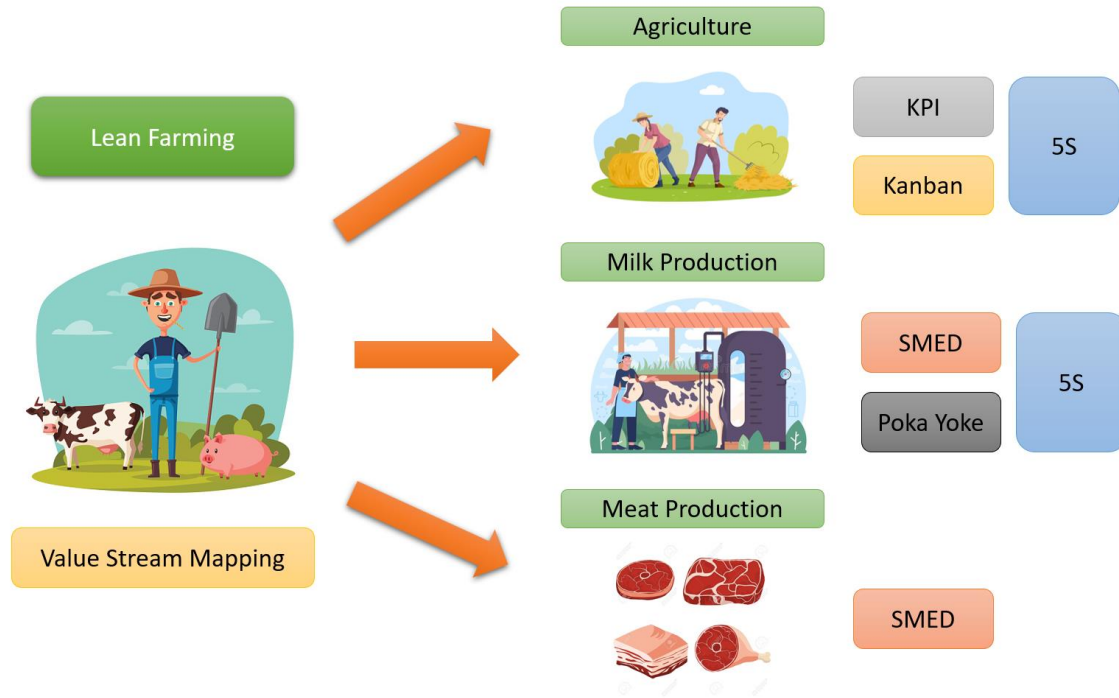 Lean Farming
Value Stream Mapping
Agriculture
KPI
Kanban
5S
Milk Production
SMED
Poka Yoke
5S
Meat Production
SMED